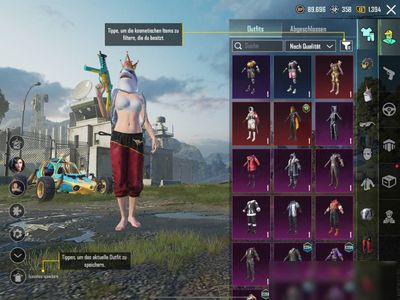 89,696
358
1,394
Tippe, um die kosmetischen Items zu
filtern, die du besitzt.
Outfits
Abgeschlossen
Suche
Nach Qualität
Tippen, um das aktuelle Outfit zu
speichern.